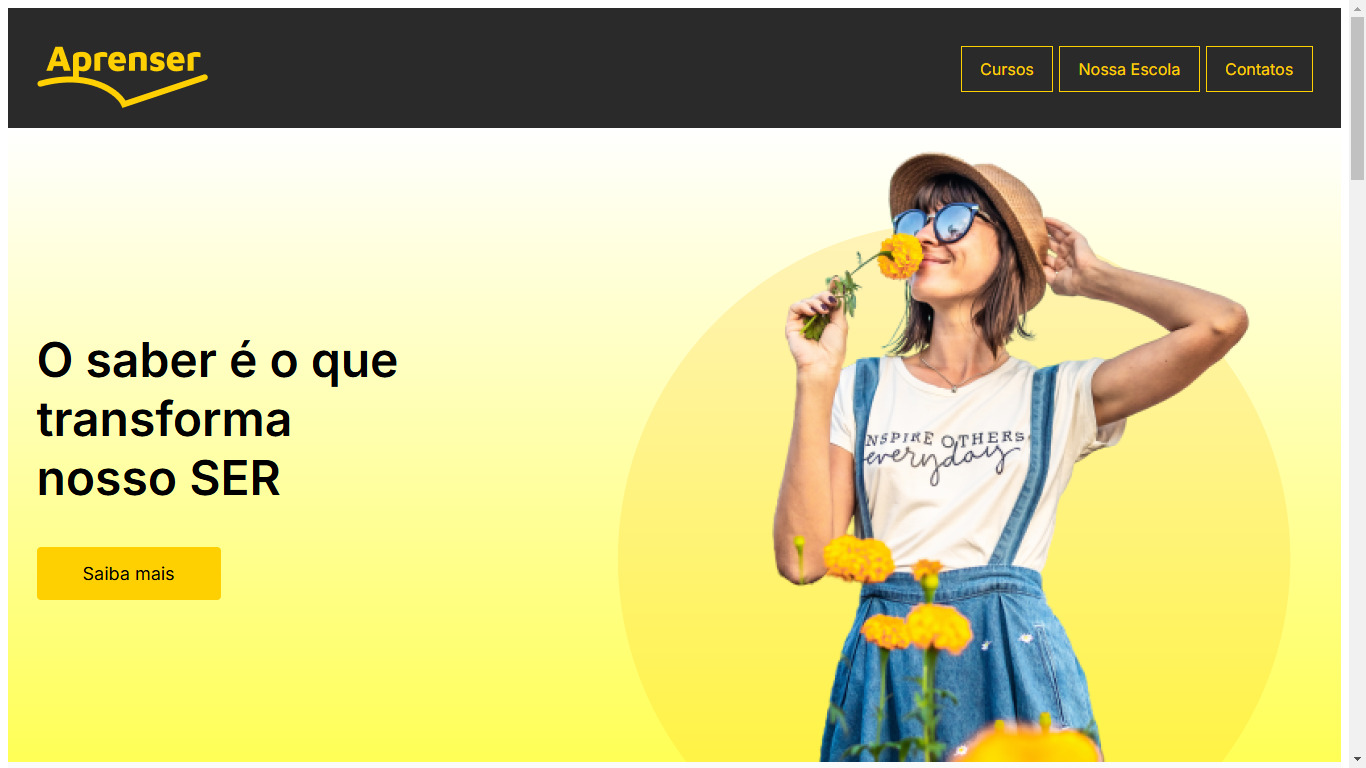 Aprenser
Cursos
Nossa Escola
Contatos
O saber é o que
transforma
nosso SER
Saiba mais
NSPIRE OTHERS
everyday